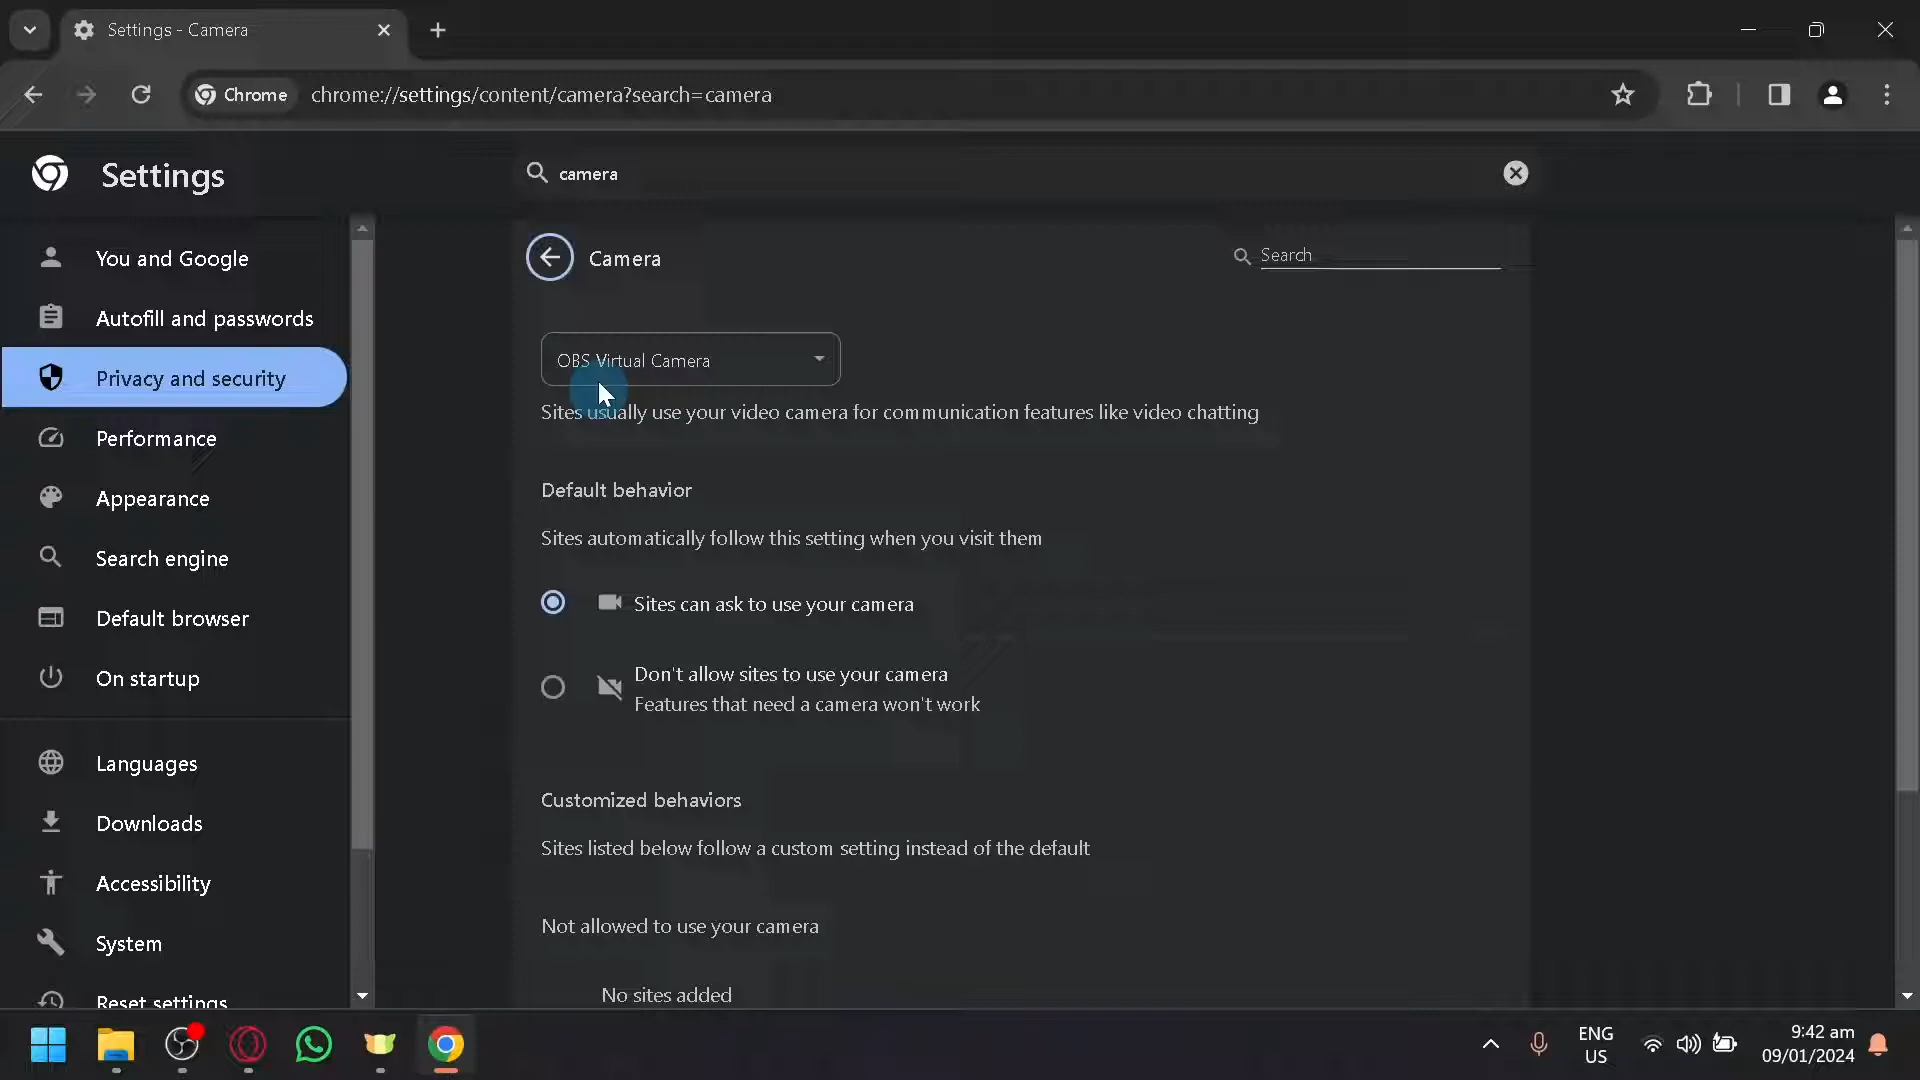 Settings - Camera
Chrome
chrome://settings/content/camera?search=camera
Settings
camera
You and Google
Autofill and passwords
Privacy and security
Performance
Appearance
Search engine
Default browser
On startup
Languages
Downloads
Accessibility
System
Reset settings
Camera
Search
OBS Virtual Camera
Sites usually use your video camera for communication features like video chatting
Default behavior
Sites automatically follow this setting when you visit them
Sites can ask to use your camera
Don't allow sites to use your camera
Features that need a camera won't work
Customized behaviors
Sites listed below follow a custom setting instead of the default
Not allowed to use your camera
No sites added
ENG
US
9:42 am
09/01/2024